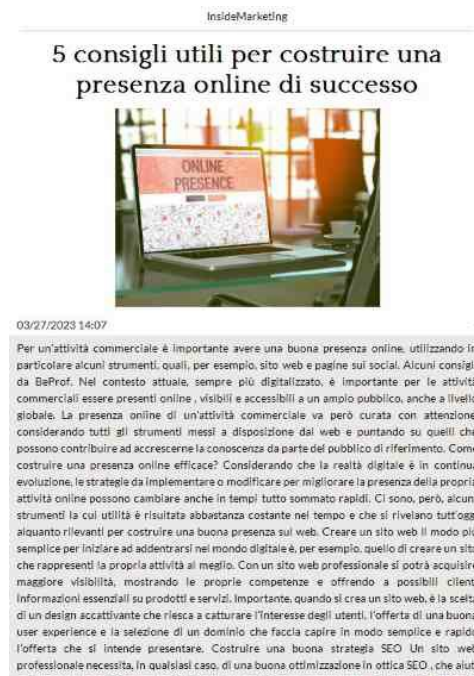 InsideMarketing
5 consigli utili per costruire una
presenza online di successo
ONLINE
PRESENCE
03/27/2023 14:07
Per un'attività commerciale è importante avere una buona presenza online, utilizzando in
particolare alcuni strumenti, quali, per esempio, sito web e pagine sui social. Alcuni consigl
da BeProf. Nel contesto attuale, sempre più digitalizzato, è importante per le attività
commerciali essere presenti online , visibili e accessibili a un ampio pubblico, anche a livello
globale. La presenza online di un'attività commerciale va però curata con attenzione
considerando tutti gli strumenti messi a disposizione dal web e puntando su quelli che
possono contribuire ad accrescerne la conoscenza da parte del pubblico di riferimento. Come
costruire una presenza online efficace? Considerando che la realtà digitale è in continua
evoluzione, le strategie da implementare o modificare per migliorare la presenza della propria
attività online possono cambiare anche in tempi tutto sommato rapidi. Ci sono, però, alcun
strumenti la cui utilità è risultata abbastanza costante nel tempo e che si rivelano tutt'ogg
alquanto rilevanti per costruire una buona presenza sul web. Creare un sito web Il modo più
semplice per iniziare ad addentrarsi nel mondo digitale è, per esempio, quello di creare un sito
che rappresenti la propria attività al meglio. Con un sito web professionale si potrà acquisire
maggiore visibilità, mostrando le proprie competenze e offrendo a possibili client
informazioni essenziali su prodotti e servizi. Importante, quando si crea un sito web, è la scelta
di un design accattivante che riesca a catturare l'interesse degli utenti, l'offerta di una buona
user experience e la selezione di un dominio che faccia capire in modo semplice e rapido
l'offerta che si intende presentare. Costruire una buona strategia SEO Un sito web
professionale necessita, in qualsiasi caso, di una buona ottimizzazione in ottica SEO , che aiut